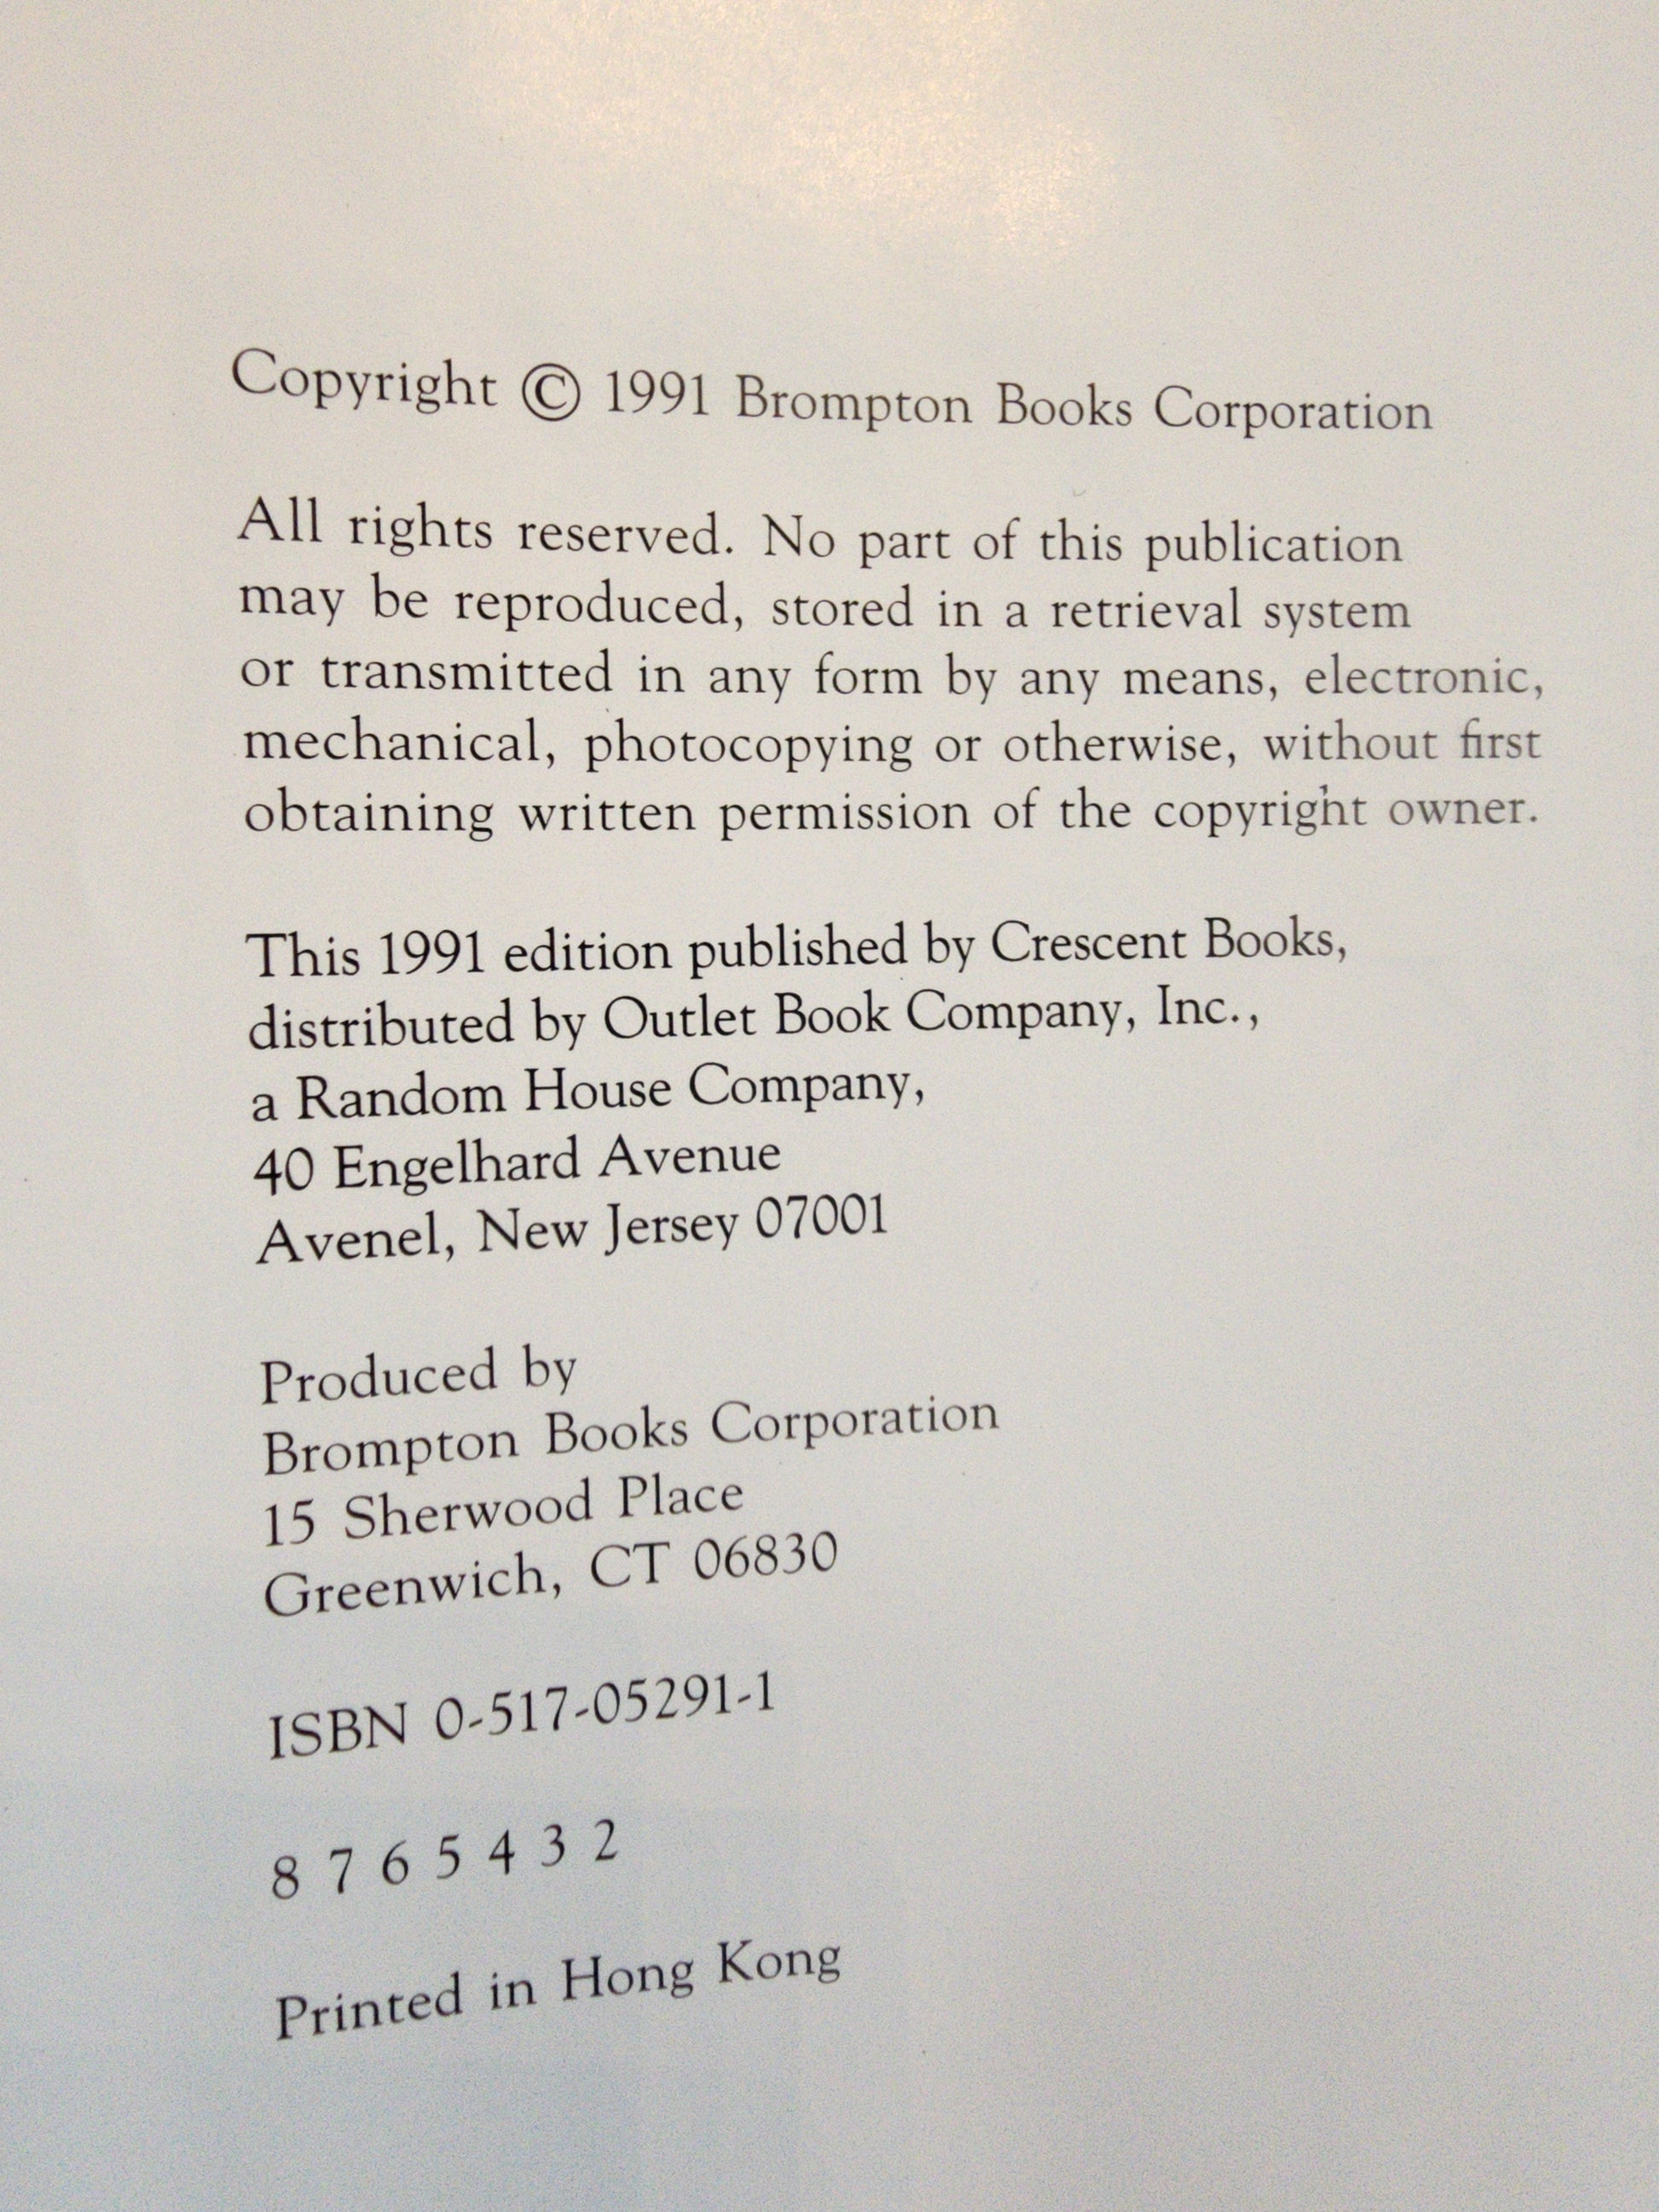 Copyright © 1991 Brompton Books Corporation
All rights reserved. No part of this publication
may be reproduced, stored in a retrieval system
or transmitted in any form by any means, electronic,
mechanical, photocopying or otherwise, without first
obtaining written permission of the copyright owner.
This 1991 edition published by Crescent Books,
distributed by Outlet Book Company, Inc.,
a Random House Company,
40 Engelhard Avenue
Avenel, New Jersey 07001
Produced by
Brompton Books Corporation
15 Sherwood Place
Greenwich, CT 06830
ISBN 0-517-05291-1
8 7 6 5 4 3 2
Printed in Hong Kong